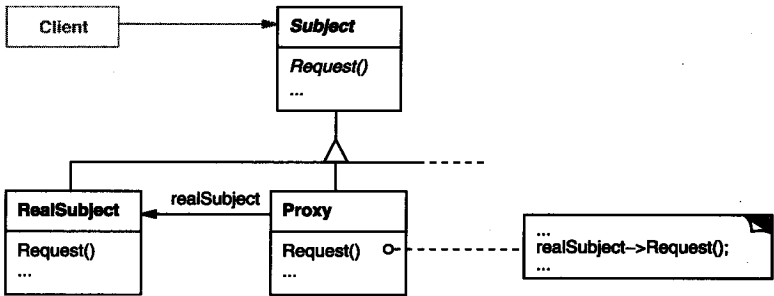 Client
Subject
Request()
...
RealSubject
Request()
...
realSubject
Proxy
Request()
...
...
realSubject->Request();
...